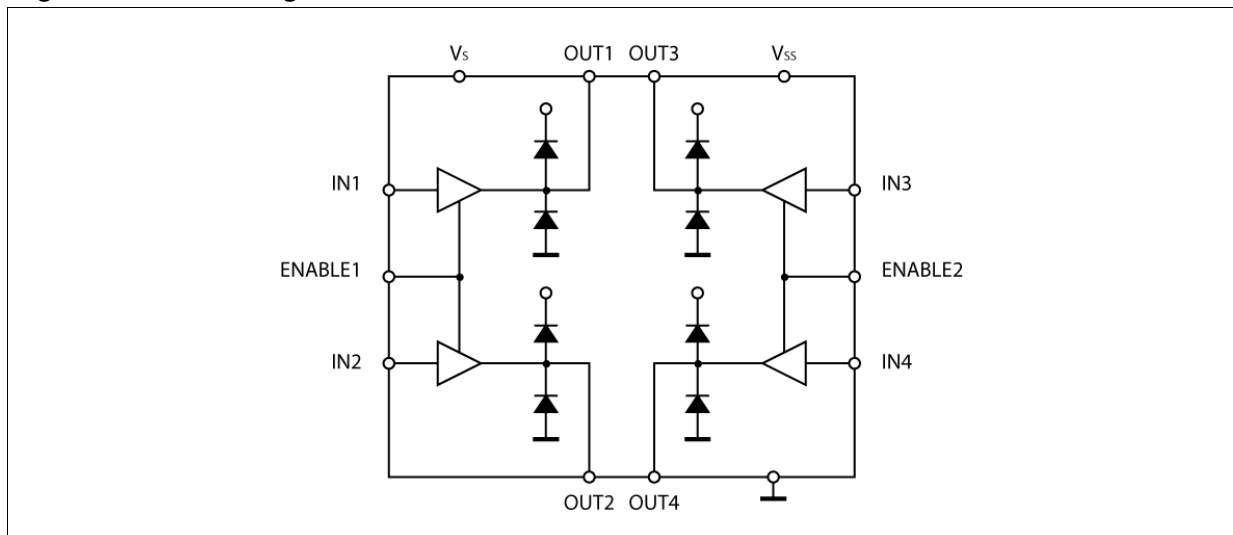 VS OUT1 OUT3 VSS
IN1 IN3
ENABLE1 ENABLE2
IN2 IN4
OUT2 OUT4